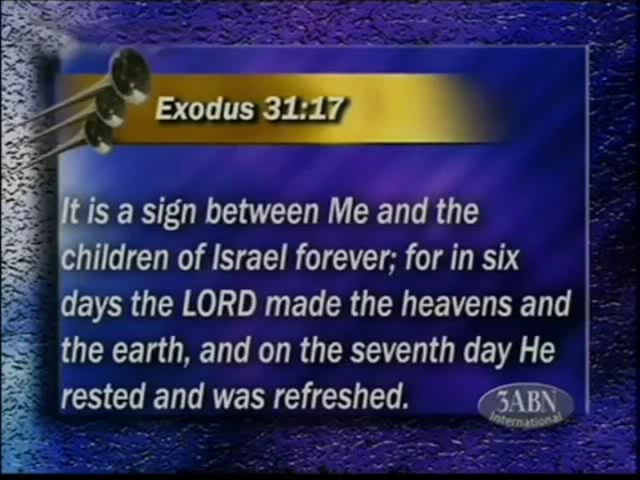 Exodus 31:17
It is a sign between Me and the
children of Israel forever; for in six
days the LORD made the heavens and
the earth, and on the seventh day He
rested and was refreshed.
3ABN
International